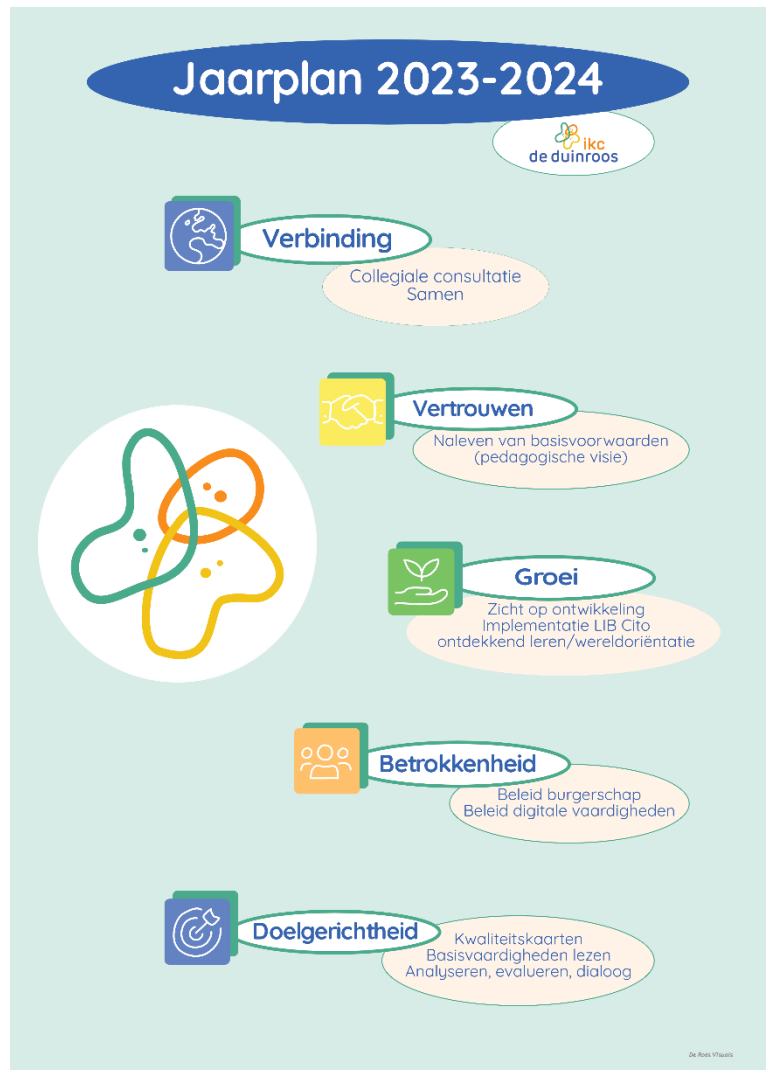 Jaarplan 2023-2024
ikc
de duinroos
Verbinding
Collegiale consultatie
Samen
Vertrouwen
Naleven van basisvoorwaarden
(pedagogische visie)
Groei
Zicht op ontwikkeling
Implementatie LIB Cito
ontdekkend leren/wereldoriëntatie
Betrokkenheid
Beleid burgerschap
Beleid digitale vaardigheden
Doelgerichtheid
Kwaliteitskaarten
Basisvaardigheden lezen
Analyseren, evalueren, dialoog
De Roos Visuals